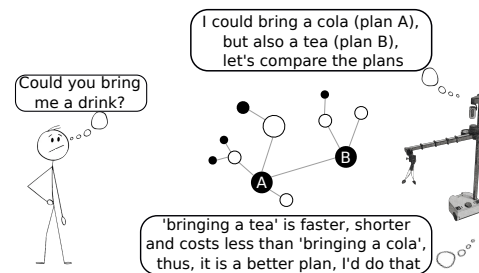 I could bring a cola (plan A),
but also a tea (plan B),
let's compare the plans
Could you bring
me a drink?
B
A
'bringing a tea' is faster, shorter
and costs less than 'bringing a cola',
thus, it is a better plan, I'd do that